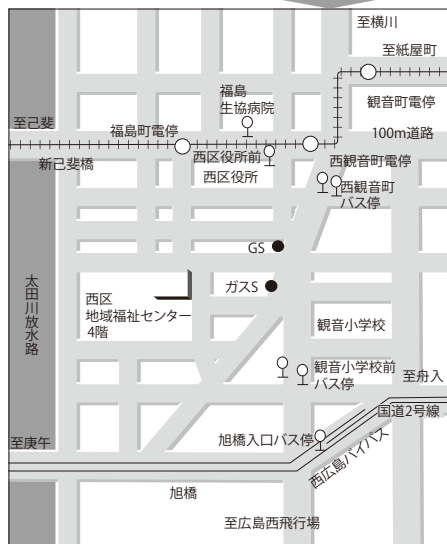 至横川
至紙屋町
観音町電停
100m道路
福島
生協病院
至己斐
福島町電停
新己斐橋
西区役所前
西区役所
西観音町電停
西観音町
バス停
GS
ガスS
太田川放水路
西区
地域福祉センター
4階
観音小学校
観音小学校前
バス停
至舟入
国道2号線
旭橋入口バス停
西広島バイパス
至庚午
旭橋
至広島西飛行場